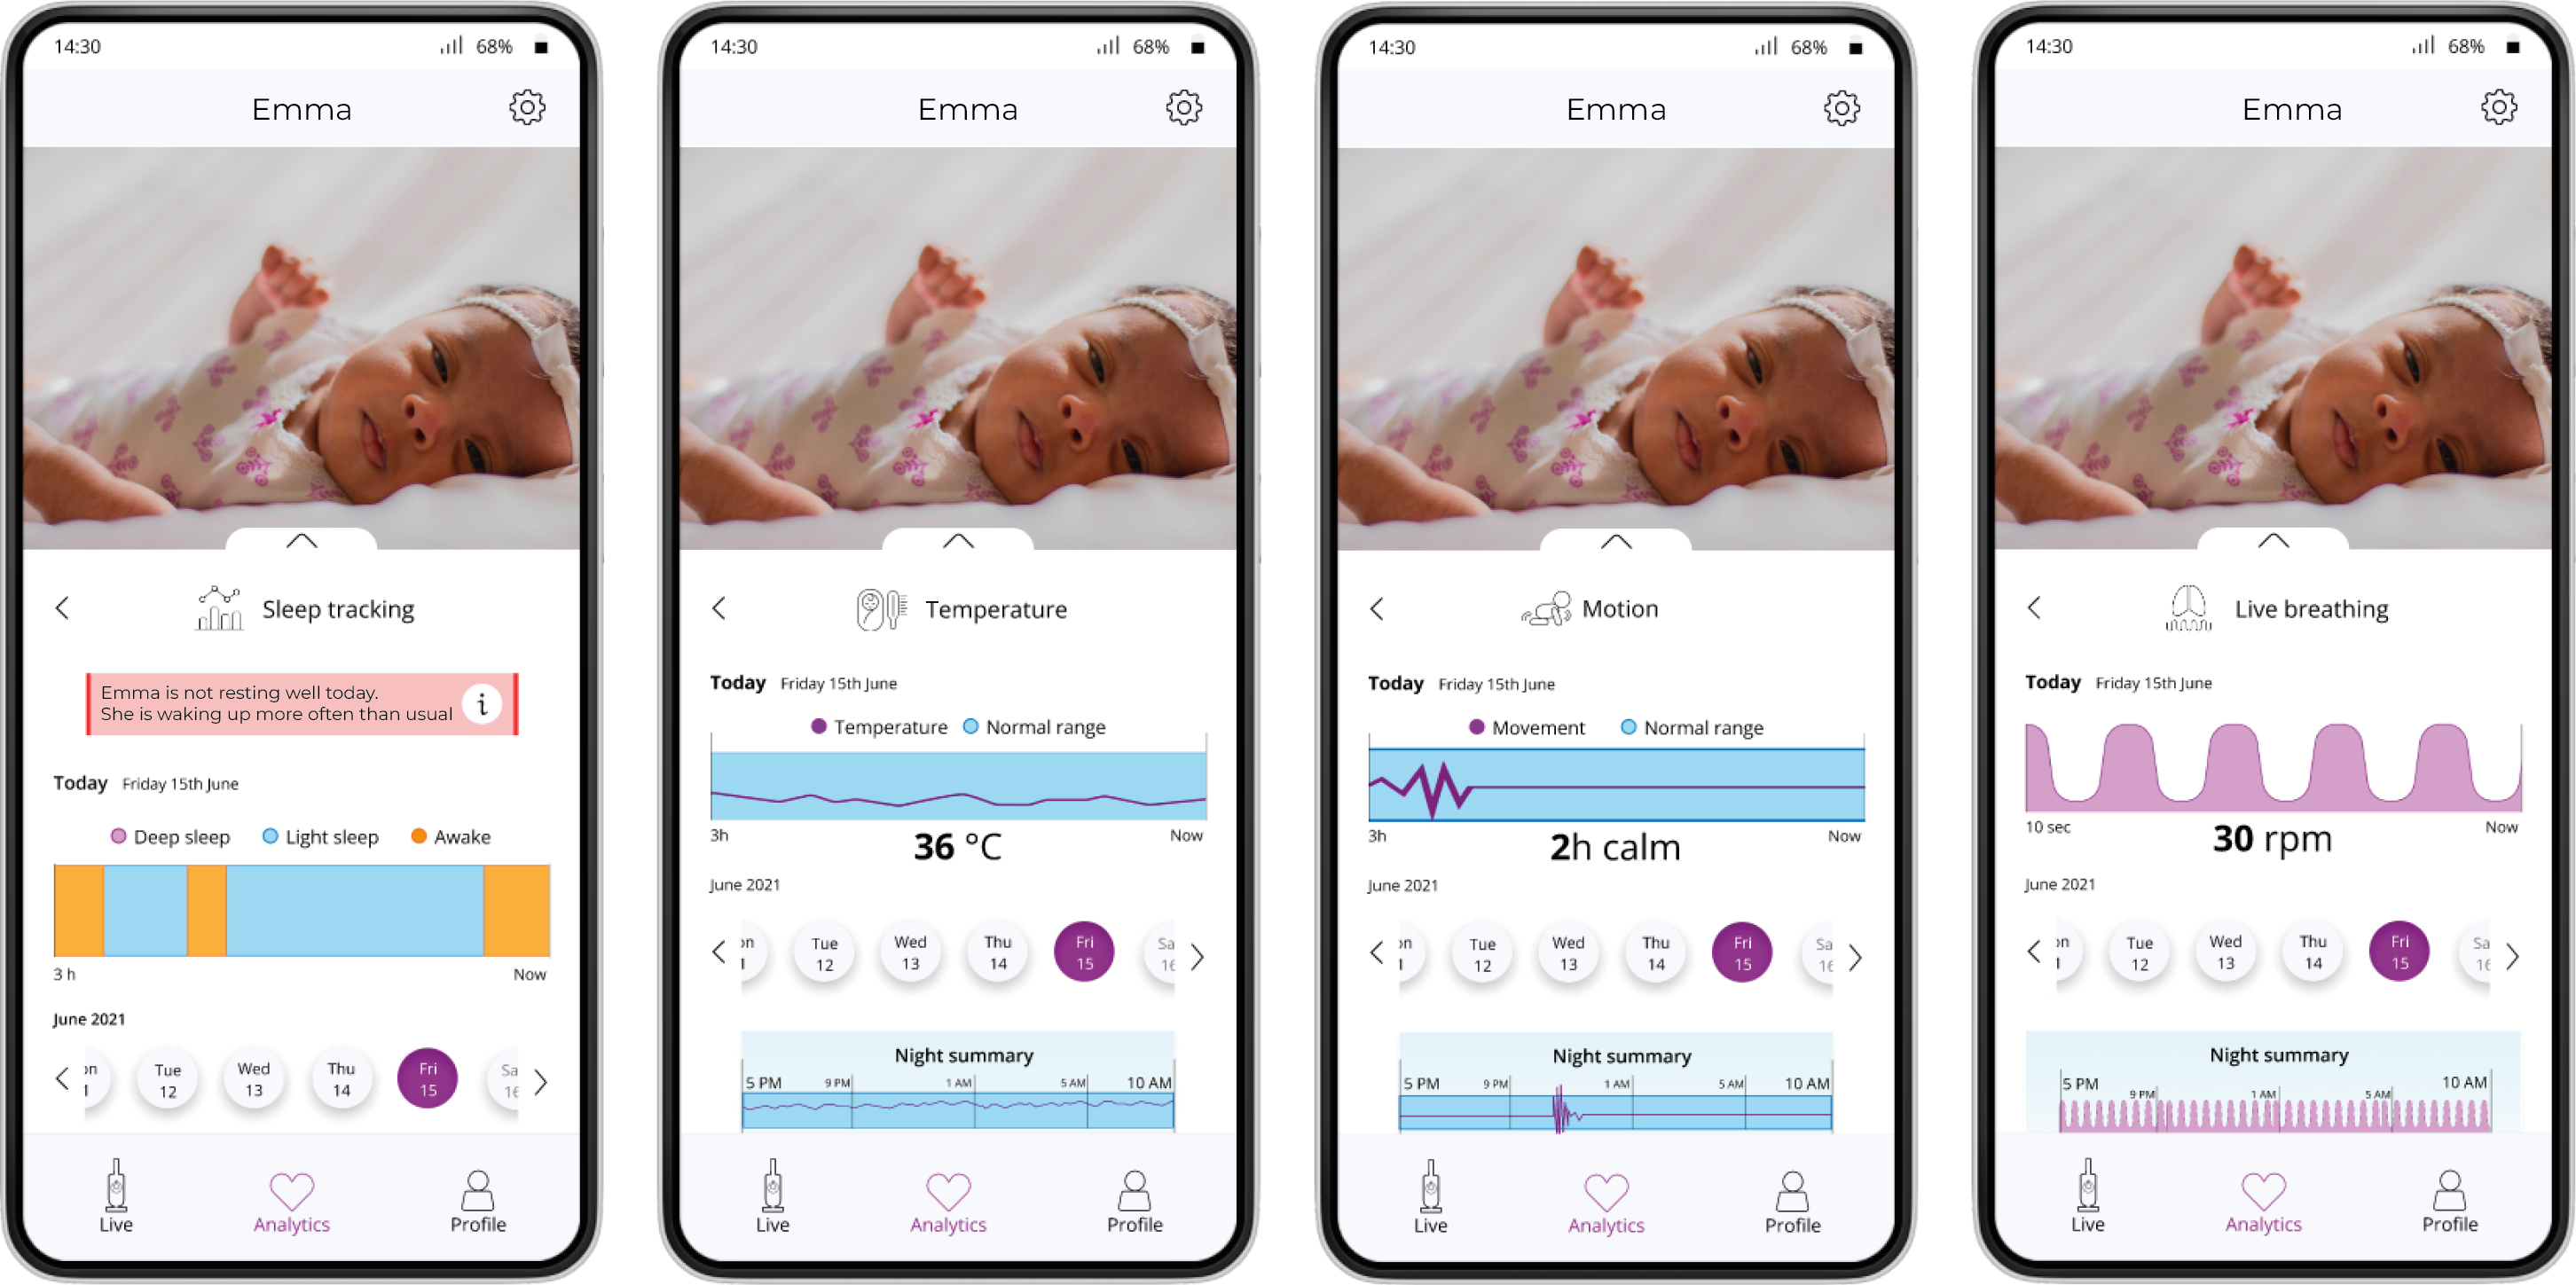 14:30 68%
Emma
Sleep tracking
Emma is not resting well today.
She is waking up more often than usual
i
Today Friday 15th June
Deep sleep Light sleep Awake
3 h Now
June 2021
on Tue Wed Thu Fri Sa
1 12 13 14 15 16
Live Analytics Profile
14:30 68%
Emma
Temperature
Today Friday 15th June
Temperature Normal range
3h Now
36 °C
June 2021
on Tue Wed Thu Fri Sa
1 12 13 14 15 16
Night summary
5 PM 9 PM 1 AM 5 AM 10 AM
Live Analytics Profile
14:30 68%
Emma
Motion
Today Friday 15th June
Movement Normal range
3h Now
2h calm
June 2021
on Tue Wed Thu Fri Sa
1 12 13 14 15 16
Night summary
5 PM 9 PM 1 AM 5 AM 10 AM
Live Analytics Profile
14:30 68%
Emma
Live breathing
Today Friday 15th June
10 sec Now
30 rpm
June 2021
on Tue Wed Thu Fri Sa
1 12 13 14 15 16
Night summary
5 PM 9 PM 1 AM 5 AM 10 AM
Live Analytics Profile